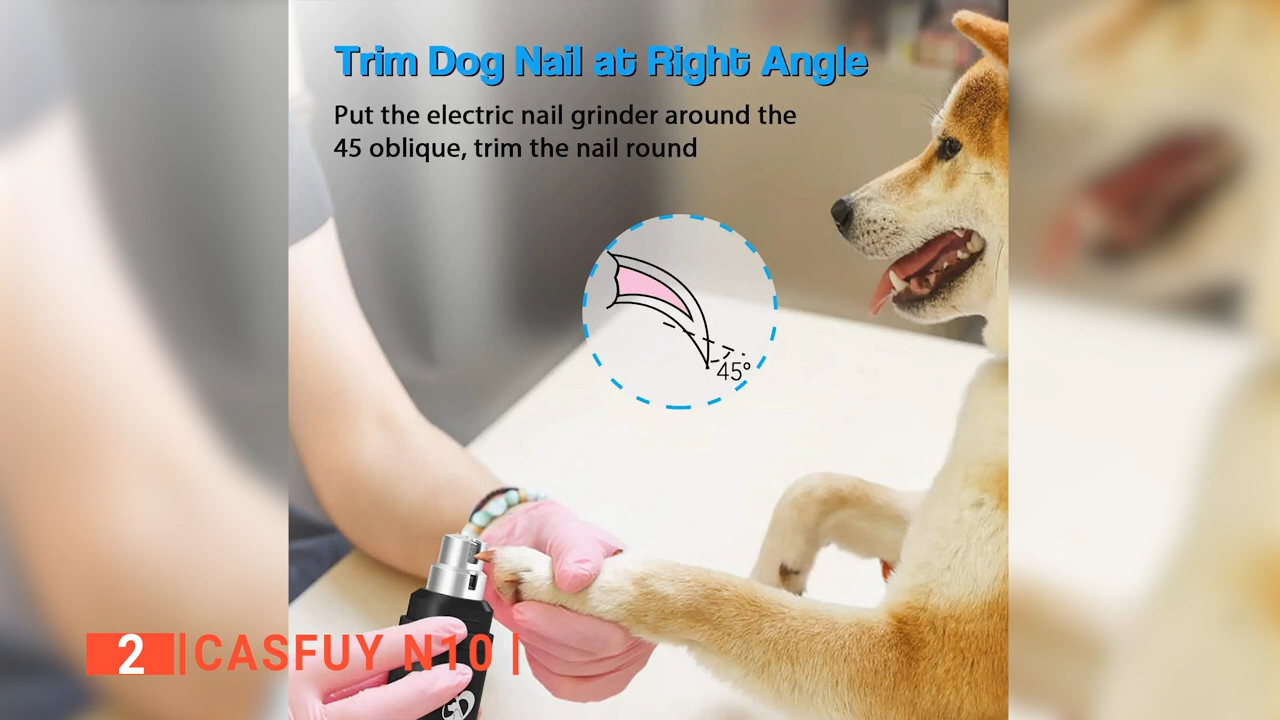 Trim Dog Nail at Right Angle
Put the electric nail grinder around the
45 oblique, trim the nail round
45°
2 |CASFUY N10 |